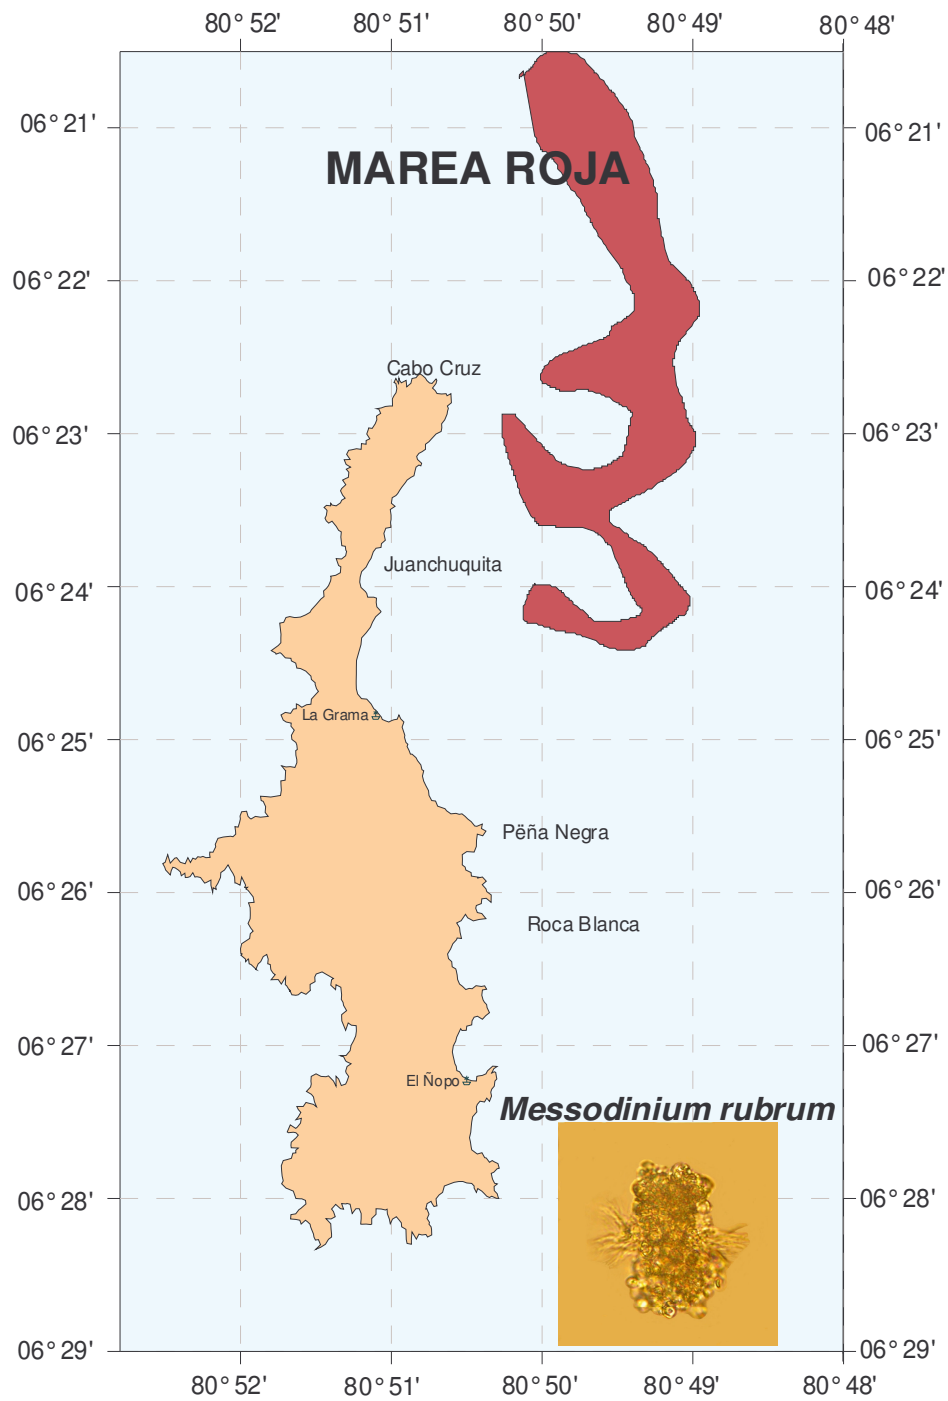 80°52' 80°51' 80°50' 80°49' 80°48'
06°21' 06°21'
MAREA ROJA
06°22' 06°22'
Cabo Cruz
06°23' 06°23'
Juanchuquita
06°24' 06°24'
La Grama
06°25' 06°25'
Pëña Negra
06°26' 06°26'
Roca Blanca
06°27' 06°27'
El Ñopo
Messodinium rubrum
06°28' 06°28'
06°29' 06°29'
80°52' 80°51' 80°50' 80°49' 80°48'